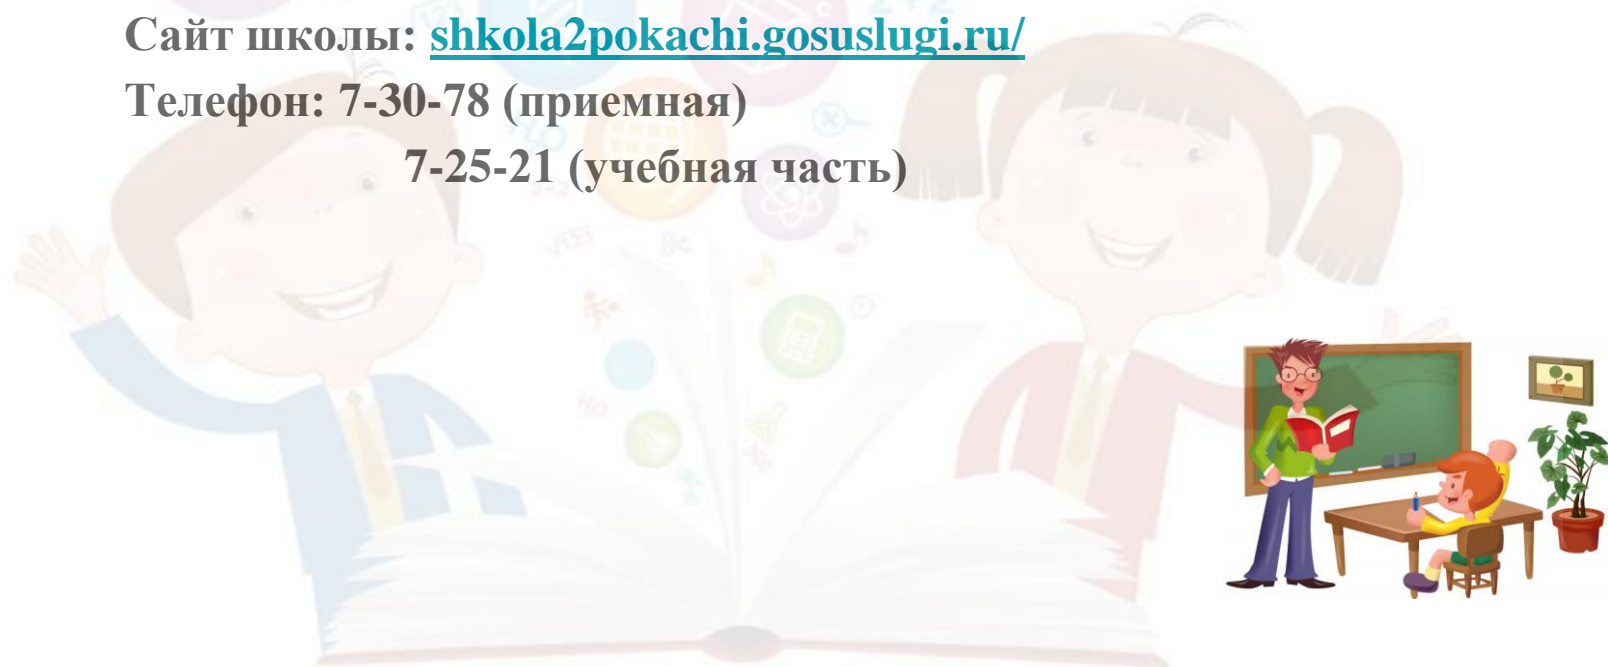 Сайт школы: shkola2pokachi.gosuslugi.ru/
Телефон: 7-30-78 (приемная)
7-25-21 (учебная часть)